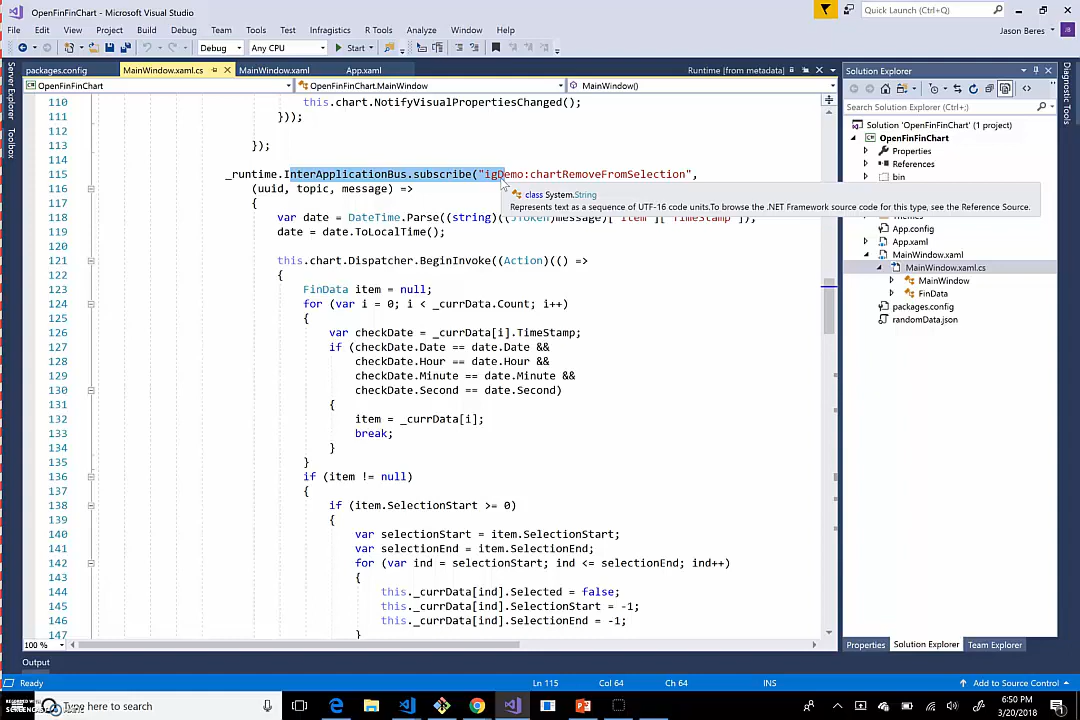 OpenFinFinChart - Microsoft Visual Studio
Quick Launch (Ctrl+Q)
File Edit View Project Build Debug Team Tools Test Infragistics R Tools Analyze Window Help
Jason Beres
Debug Any CPU Start
packages.config MainWindow.xaml.cs MainWindow.xaml App.xaml Runtime [from metadata]
OpenFinFinChart OpenFinFinChart.MainWindow MainWindow()
Server Explorer
Toolbox
110 this.chart.NotifyVisualPropertiesChanged();
111 }));
112
113 });
114
115 _runtime.InterApplicationBus.subscribe("igDemo:chartRemoveFromSelection",
116 (uuid, topic, message) =>
117 {
class System.String
Represents text as a sequence of UTF-16 code units.To browse the .NET Framework source code for this type, see the Reference Source.
118 var date = DateTime.Parse((string)((JToken)message)["Item"]["TimeStamp"]);
119 date = date.ToLocalTime();
120
121 this.chart.Dispatcher.BeginInvoke((Action)(() =>
122 {
123 FinData item = null;
124 for (var i = 0; i < _currData.Count; i++)
125 {
126 var checkDate = _currData[i].TimeStamp;
127 if (checkDate.Date == date.Date &&
128 checkDate.Hour == date.Hour &&
129 checkDate.Minute == date.Minute &&
130 checkDate.Second == date.Second)
131 {
132 item = _currData[i];
133 break;
134 }
135 }
136 if (item != null)
137 {
138 if (item.SelectionStart >= 0)
139 {
140 var selectionStart = item.SelectionStart;
141 var selectionEnd = item.SelectionEnd;
142 for (var ind = selectionStart; ind <= selectionEnd; ind++)
143 {
144 this._currData[ind].Selected = false;
145 this._currData[ind].SelectionStart = -1;
146 this._currData[ind].SelectionEnd = -1;
147 }
100 %
Solution Explorer
Search Solution Explorer (Ctrl+;)
Solution 'OpenFinFinChart' (1 project)
OpenFinFinChart
Properties
References
bin
App.config
App.xaml
MainWindow.xaml
MainWindow.xaml.cs
MainWindow
FinData
packages.config
randomData.json
Properties Solution Explorer Team Explorer
Diagnostic Tools
Output
Ready Ln 115 Col 64 Ch 64 INS Add to Source Control
RECORDED WITH
Type here to search
6:50 PM
3/20/2018